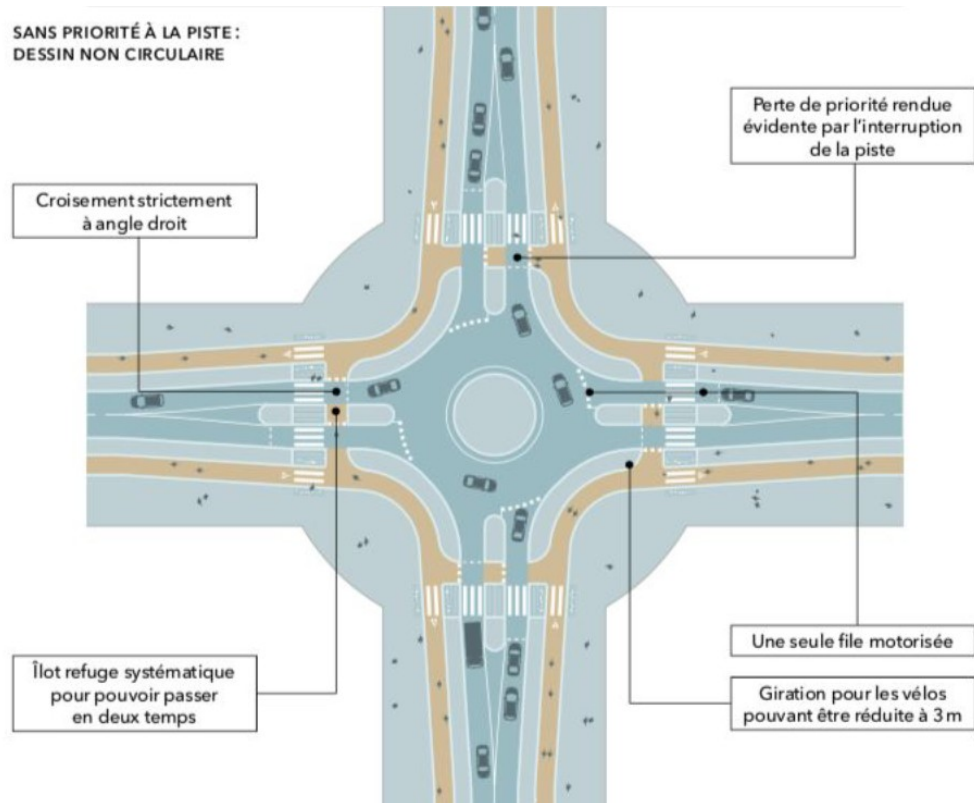 SANS PRIORITÉ À LA PISTE :
DESSIN NON CIRCULAIRE
Perte de priorité rendue
évidente par l'interruption
de la piste
Croisement strictement
à angle droit
Une seule file motorisée
Îlot refuge systématique
pour pouvoir passer
en deux temps
Giration pour les vélos
pouvant être réduite à 3 m